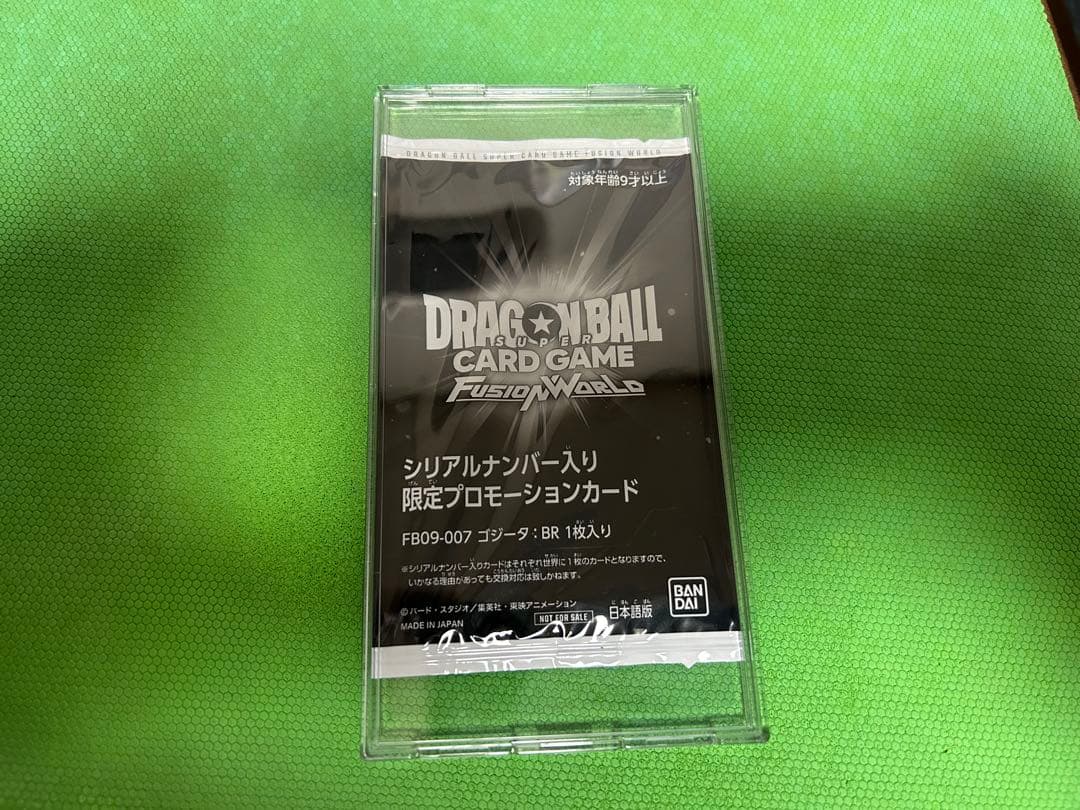 DRAGON BALL SUPER CARD GAME FUSION WORLD
対象年齢9才以上
DRAGON BALL
SUPER
CARD GAME
FUSION WORLD
シリアルナンバー入り
限定プロモーションカード
FB09-007 ゴジータ：BR 1枚入り
※シリアルナンバー入りカードはそれぞれ世界に1枚のカードとなりますので、
いかなる理由があっても交換対応は致しかねます。
©バード・スタジオ／集英社・東映アニメーション
MADE IN JAPAN
NOT FOR SALE
日本語版
BAN
DAI